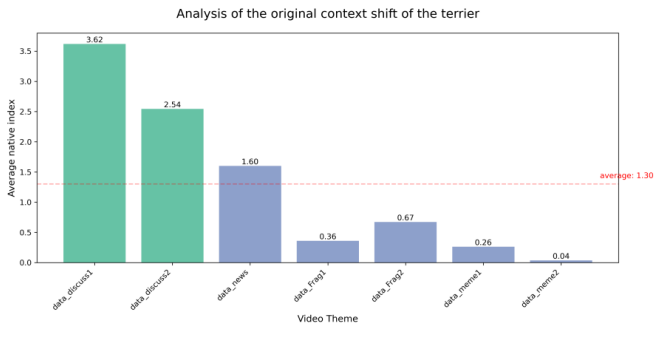 Analysis of the original context shift of the terrier
Average native index
3.5
3.0
2.5
2.0
1.5
1.0
0.5
0.0
3.62
2.54
1.60
0.36
0.67
0.26
0.04
average: 1.30
data_discuss1
data_discuss2
data_news
data_Frag1
data_Frag2
data_meme1
data_meme2
Video Theme